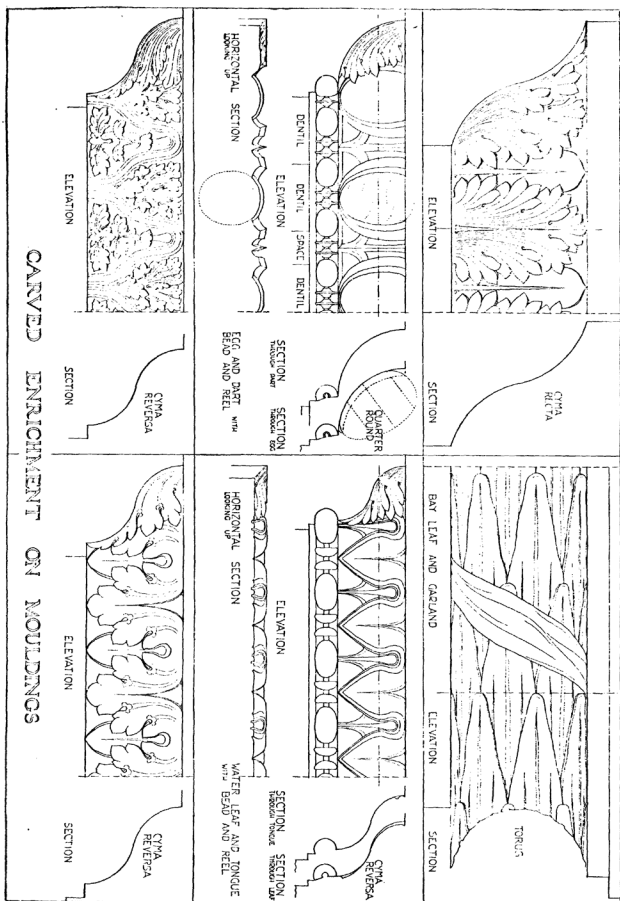 CYMA
RECTA
ELEVATION
SECTION
TORUS
BAY LEAF AND GARLAND
ELEVATION
SECTION
QUARTER
ROUND
DENTIL
DENTIL
SPACE
DENTIL
ELEVATION
SECTION
THROUGH DART
SECTION
THROUGH EGG
HORIZONTAL SECTION
LOOKING UP
EGG AND DART WITH
BEAD AND REEL
CYMA
REVERSA
ELEVATION
SECTION
THROUGH TONGUE
SECTION
THROUGH LEAF
HORIZONTAL SECTION
LOOKING UP
WATER LEAF AND TONGUE
WITH BEAD AND REEL
CYMA
REVERSA
ELEVATION
SECTION
CYMA
REVERSA
ELEVATION
SECTION
CARVED ENRICHMENT ON MOULDINGS